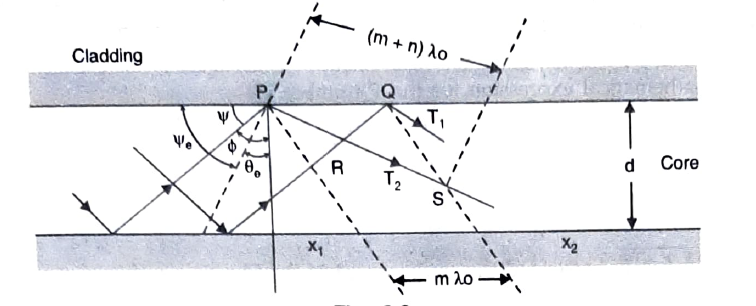 (m + n) λo
Cladding
P
Q
ψ
T₁
ψₑ
ϕ
θₑ
R
T₂
d
Core
S
x₁
x₂
m λo